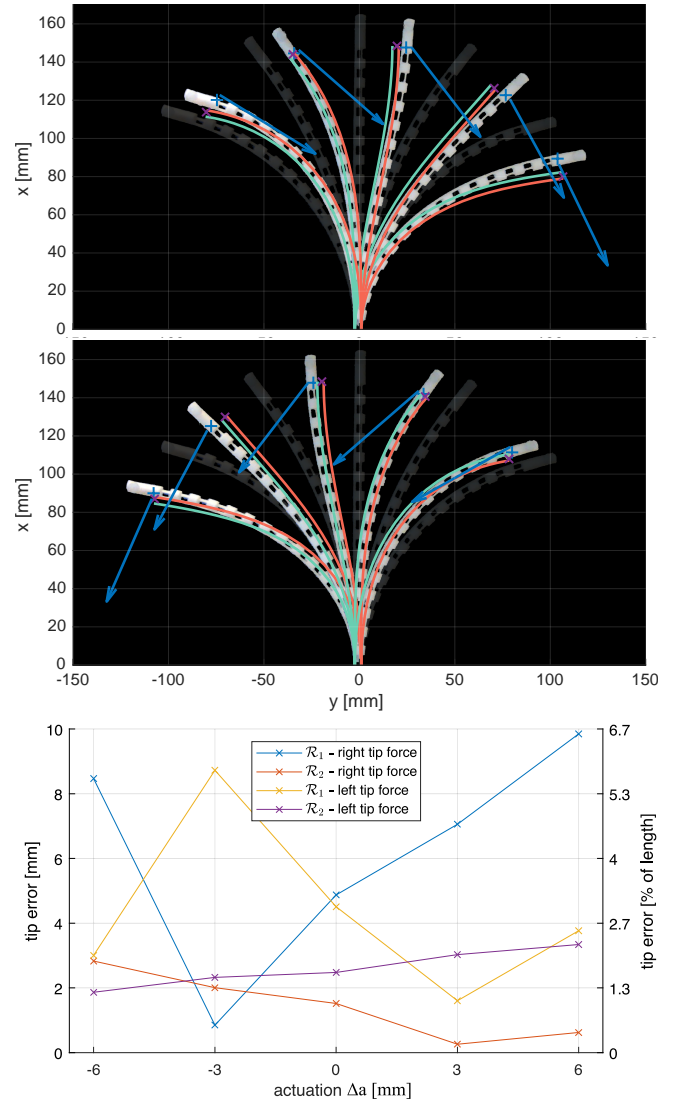 160
140
120
100
80
60
40
20
0
x [mm]
160
140
120
100
80
60
40
20
0
x [mm]
-150 -100 -50 0 50 100 150
y [mm]
10
8
6
4
2
0
tip error [mm]
ℛ1 - right tip force
ℛ2 - right tip force
ℛ1 - left tip force
ℛ2 - left tip force
6.7
5.3
4
2.7
1.3
0
tip error [% of length]
-6 -3 0 3 6
actuation Δa [mm]